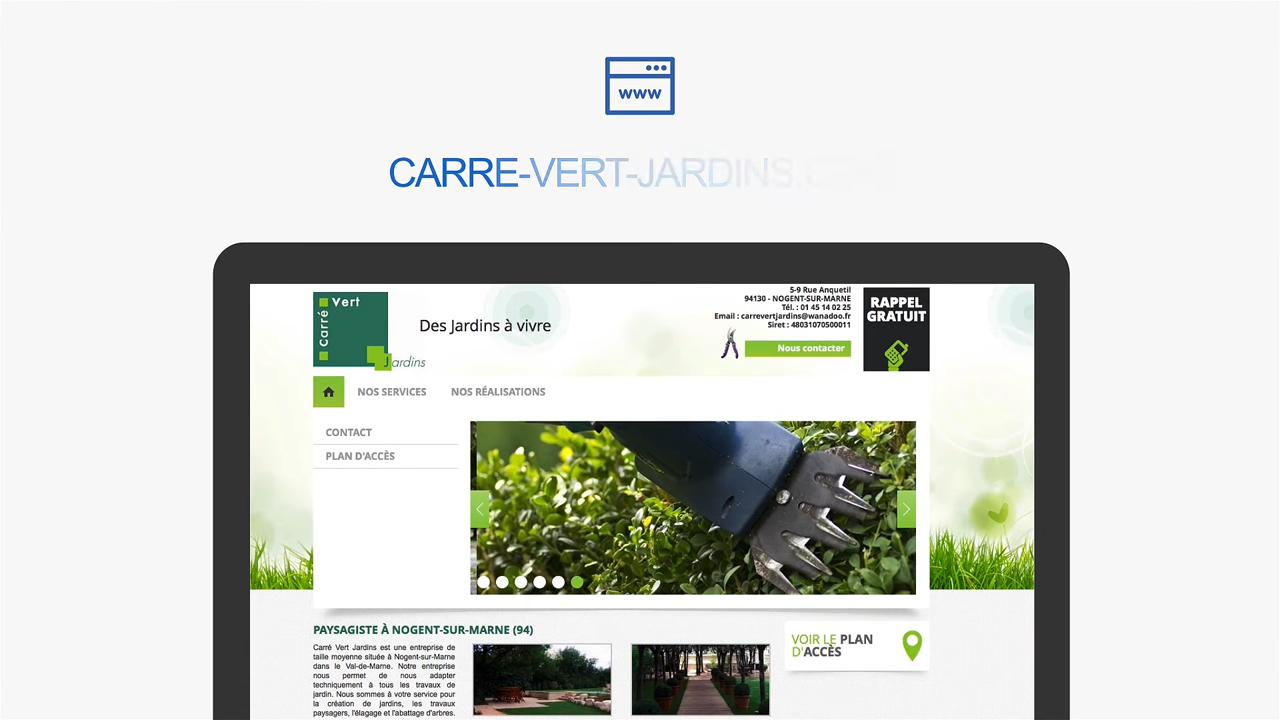 www
CARRE-VERT-JARDINS.
Carré Vert
Jardins
Des Jardins à vivre
5-9 Rue Anquetil
94130 - NOGENT-SUR-MARNE
Tél. : 01 45 14 02 25
Email : carrevertjardins@wanadoo.fr
Siret : 48031070500011
Nous contacter
RAPPEL
GRATUIT
NOS SERVICES
NOS RÉALISATIONS
CONTACT
PLAN D'ACCÈS
PAYSAGISTE À NOGENT-SUR-MARNE (94)
Carré Vert Jardins est une entreprise de
taille moyenne située à Nogent-sur-Marne
dans le Val-de-Marne. Notre entreprise
nous permet de nous adapter
techniquement à tous les travaux de
jardin. Nous sommes à votre service pour
la création de jardins, les travaux
paysagers, l'élagage et l'abattage d'arbres.
VOIR LE PLAN
D'ACCÈS